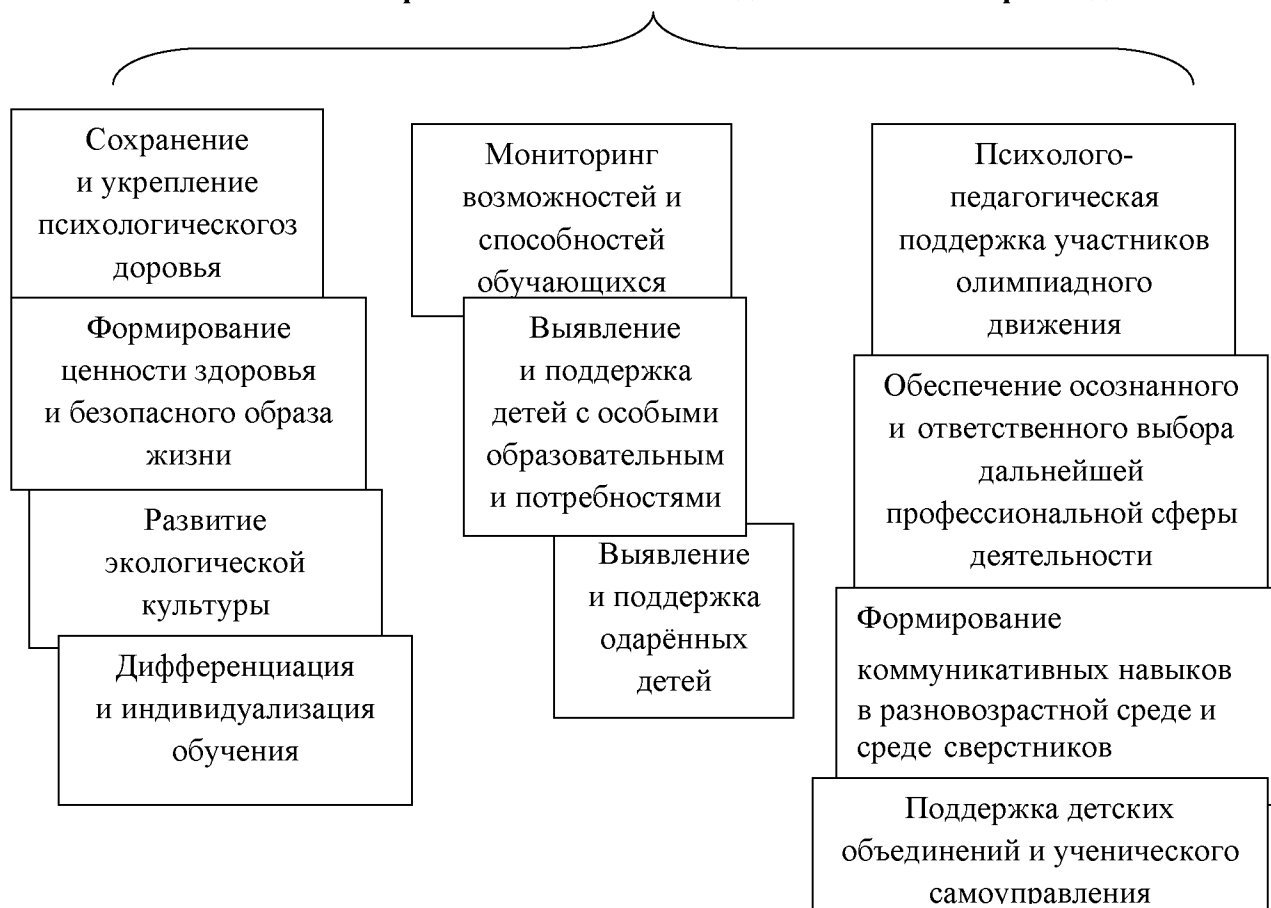 Сохранение
и укрепление
психологическогоз
доровья
Формирование
ценности здоровья
и безопасного образа
жизни
Развитие
экологической
культуры
Дифференциация
и индивидуализация
обучения
Мониторинг
возможностей и
способностей
обучающихся
Выявление
и поддержка
детей с особыми
образовательным
и потребностями
Выявление
и поддержка
одарённых
детей
Психолого-
педагогическая
поддержка участников
олимпиадного
движения
Обеспечение осознанного
и ответственного выбора
дальнейшей
профессиональной сферы
деятельности
Формирование
коммуникативных навыков
в разновозрастной среде и
среде сверстников
Поддержка детских
объединений и ученического
самоуправления